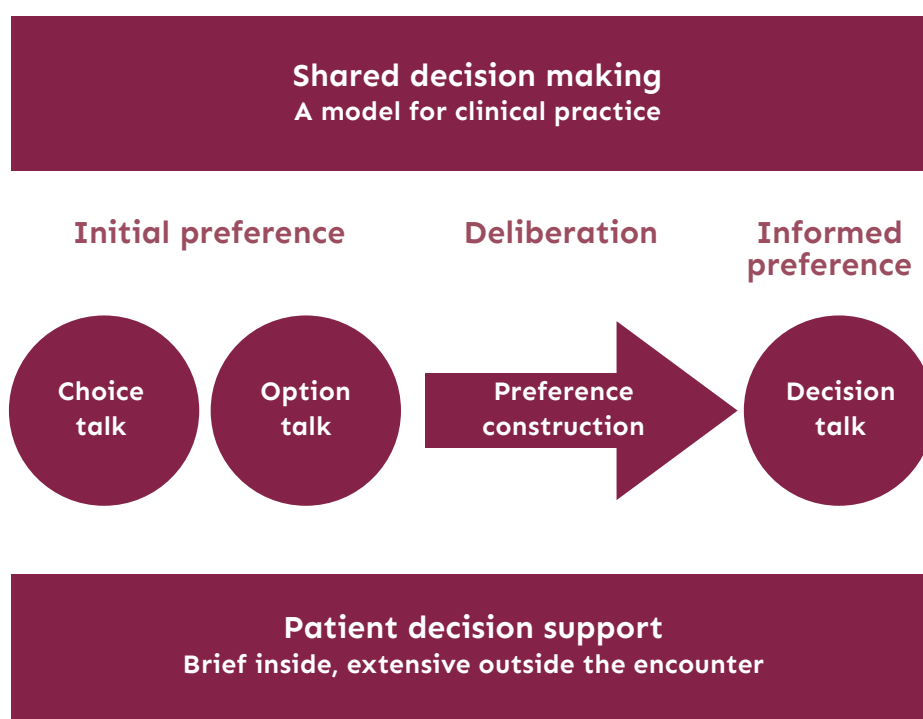 Shared decision making
A model for clinical practice
Initial preference
Deliberation
Informed
preference
Choice
talk
Option
talk
Preference
construction
Decision
talk
Patient decision support
Brief inside, extensive outside the encounter